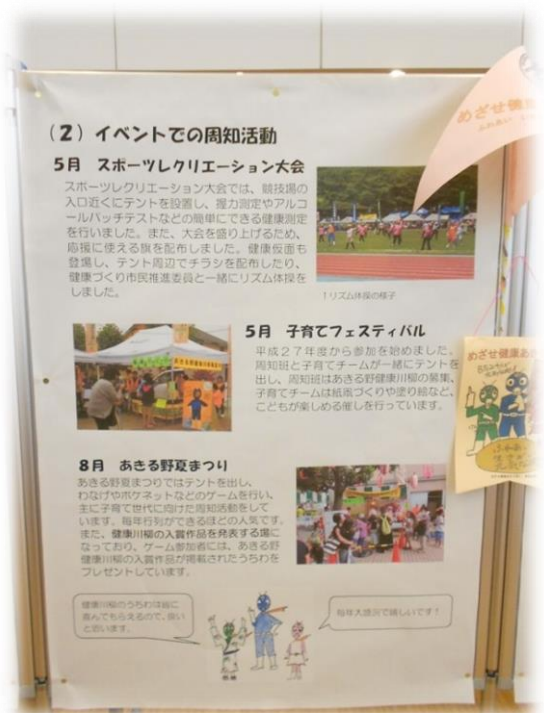 (2) イベントでの周知活動
5月 スポーツレクリエーション大会
スポーツレクリエーション大会では、競技場の
入口近くにテントを設置し、握力測定やアルコ
ールパッチテストなどの簡単にできる健康測定
を行いました。また、大会を盛り上げるため、
応援に使える旗を配布しました。健康仮面も
登場し、テント周辺でチラシを配布したり、
健康づくり市民推進委員と一緒にリズム体操を
しました。
↑リズム体操の様子
5月 子育てフェスティバル
平成27年度から参加を始めました。
周知班と子育てチームが一緒にテントを
出し、周知班はあきる野健康川柳の募集、
子育てチームは紙風づくりや塗り絵など、
こどもが楽しめる催しを行っています。
8月 あきる野夏まつり
あきる野夏まつりではテントを出し、
わなげやポケネットなどのゲームを行い、
主に子育て世代に向けた周知活動をして
います。毎年行列ができるほどの人気です。
また、健康川柳の入賞作品を発表する場に
なっており、ゲーム参加者には、あきる野
健康川柳の入賞作品が掲載されたうちわを
プレゼントしています。
健康川柳のうちわは皆に
喜んでもらえるので、良い
と思います。
毎年大盛況で嬉しいです!
めざせ健康
めざせ健康あき